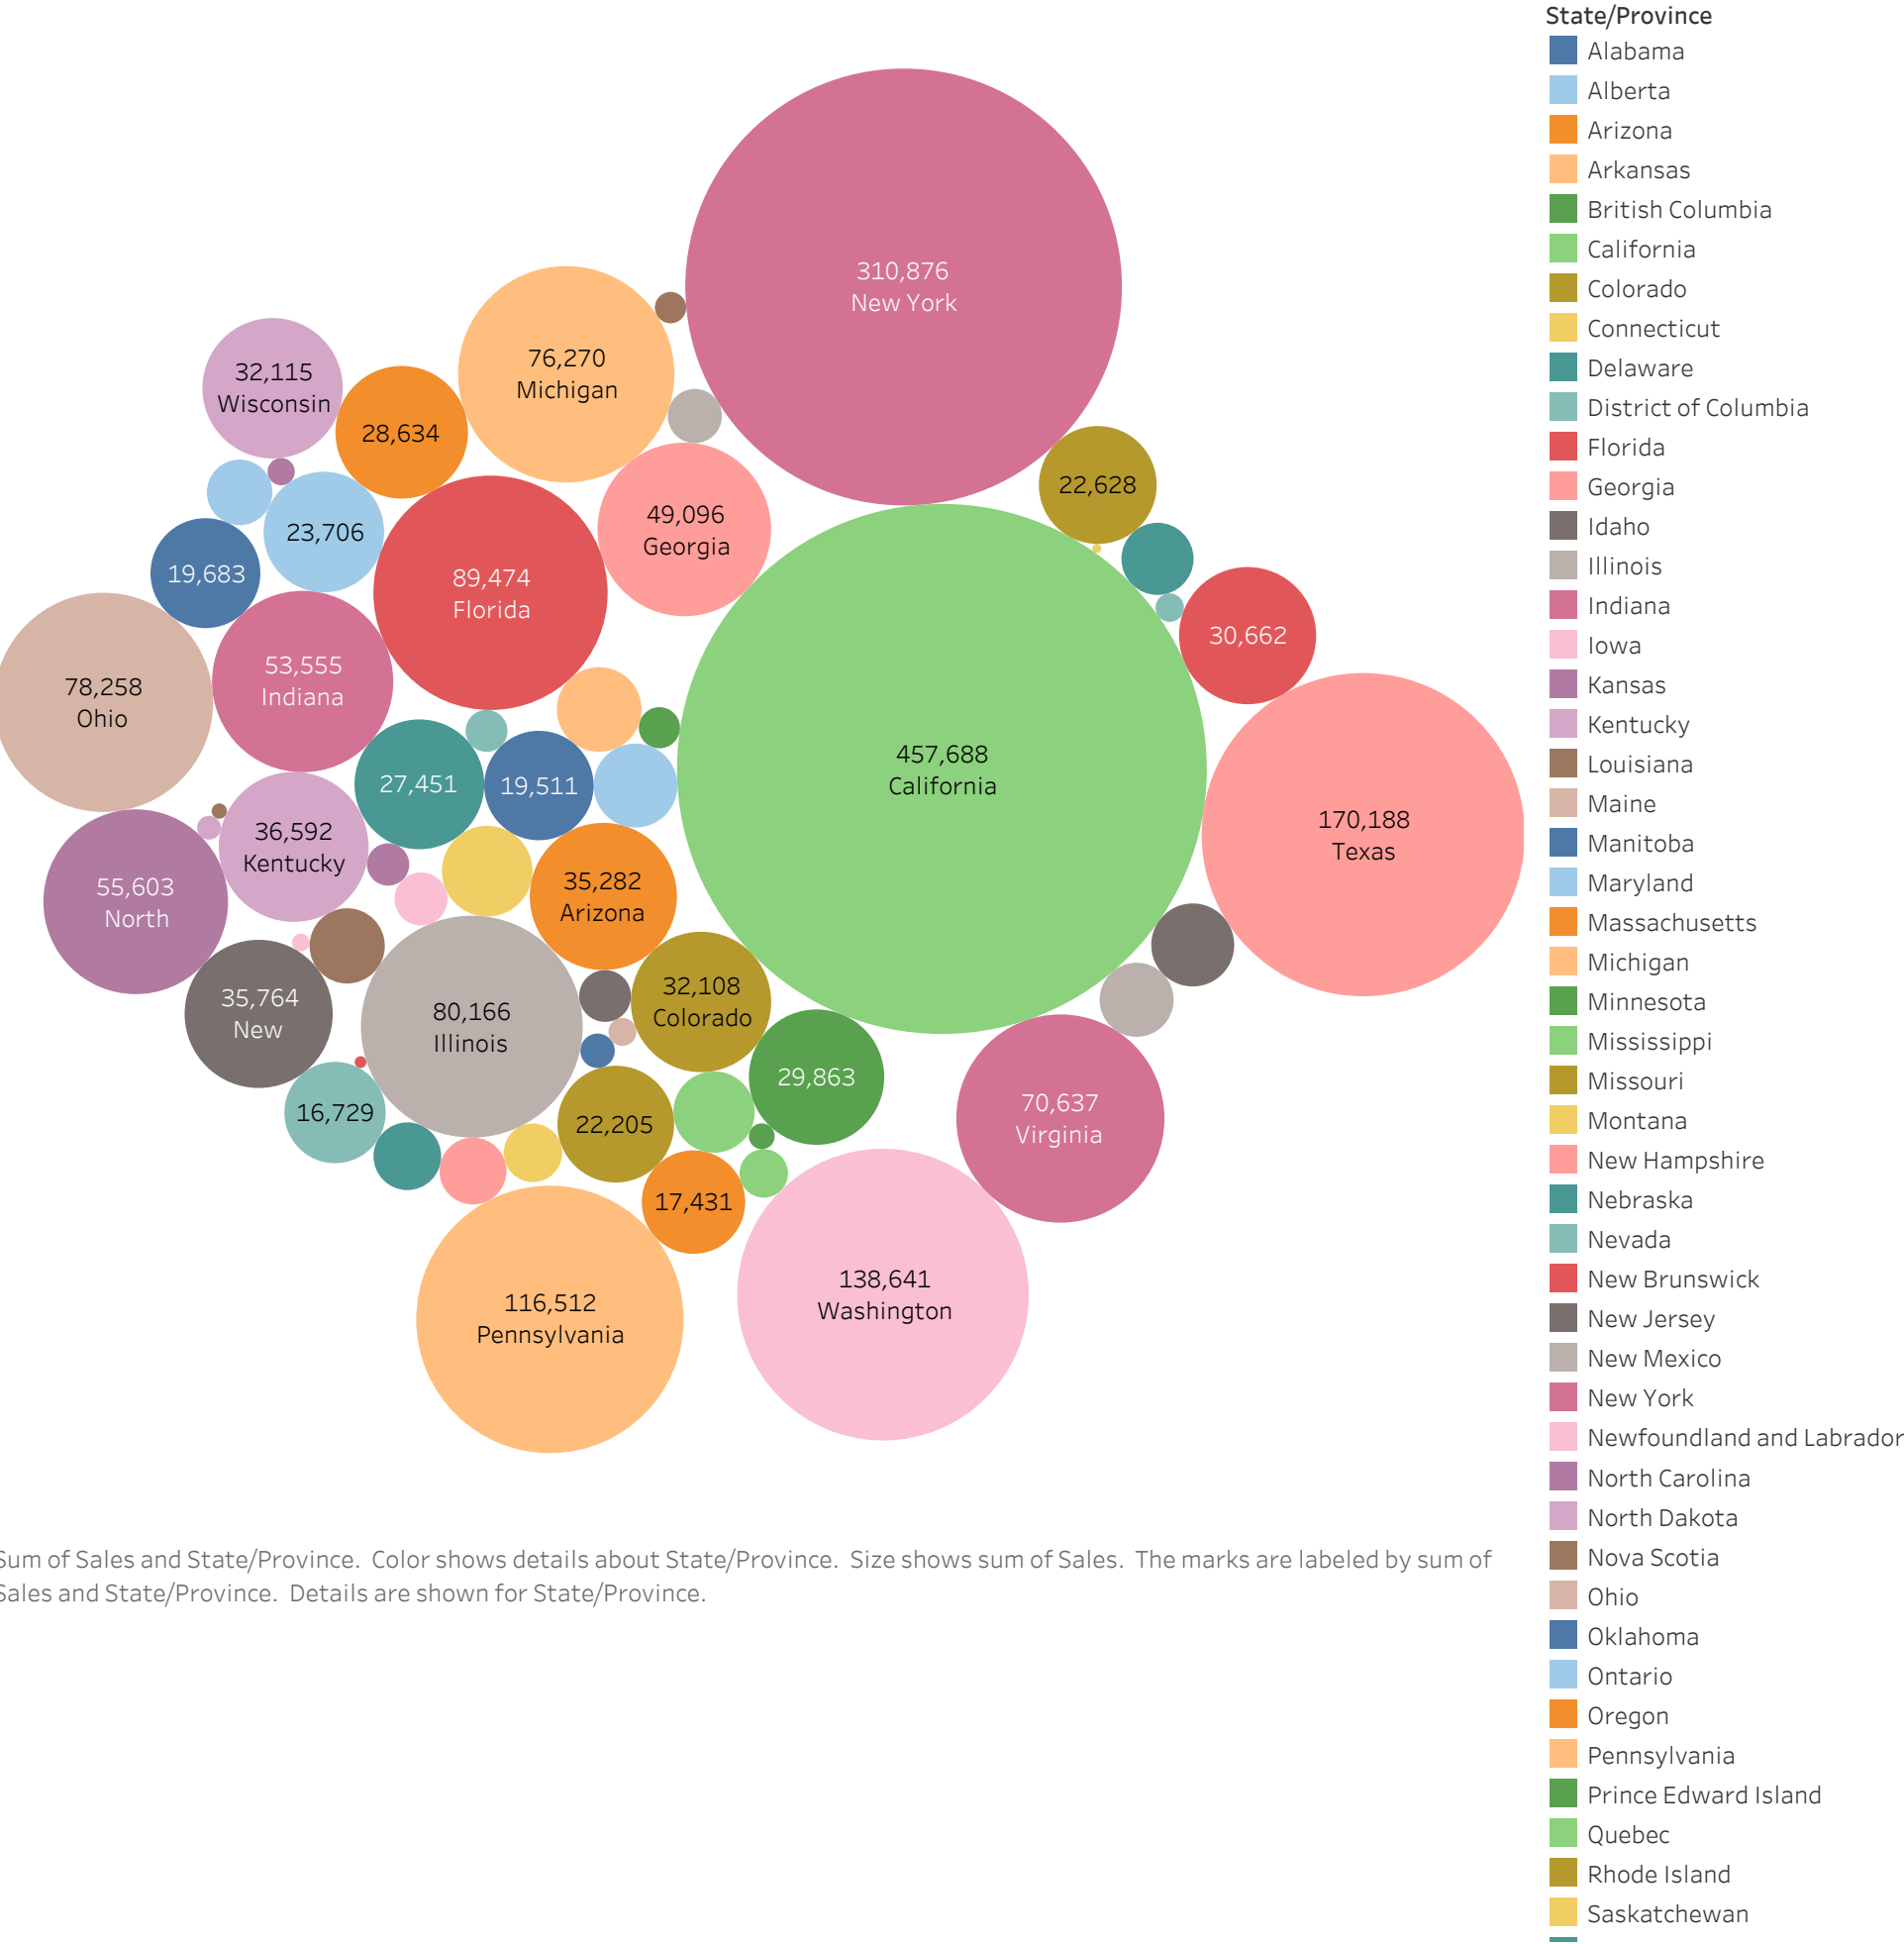 310,876
New York
76,270
Michigan
32,115
Wisconsin
28,634
22,628
49,096
Georgia
23,706
19,683
89,474
Florida
30,662
53,555
Indiana
78,258
Ohio
457,688
California
27,451
19,511
170,188
Texas
36,592
Kentucky
55,603
North
35,282
Arizona
35,764
New
80,166
Illinois
32,108
Colorado
29,863
16,729
22,205
70,637
Virginia
17,431
138,641
Washington
116,512
Pennsylvania
Sum of Sales and State/Province.  Color shows details about State/Province.  Size shows sum of Sales.  The marks are labeled by sum of
Sales and State/Province.  Details are shown for State/Province.
State/Province
Alabama
Alberta
Arizona
Arkansas
British Columbia
California
Colorado
Connecticut
Delaware
District of Columbia
Florida
Georgia
Idaho
Illinois
Indiana
Iowa
Kansas
Kentucky
Louisiana
Maine
Manitoba
Maryland
Massachusetts
Michigan
Minnesota
Mississippi
Missouri
Montana
New Hampshire
Nebraska
Nevada
New Brunswick
New Jersey
New Mexico
New York
Newfoundland and Labrador
North Carolina
North Dakota
Nova Scotia
Ohio
Oklahoma
Ontario
Oregon
Pennsylvania
Prince Edward Island
Quebec
Rhode Island
Saskatchewan